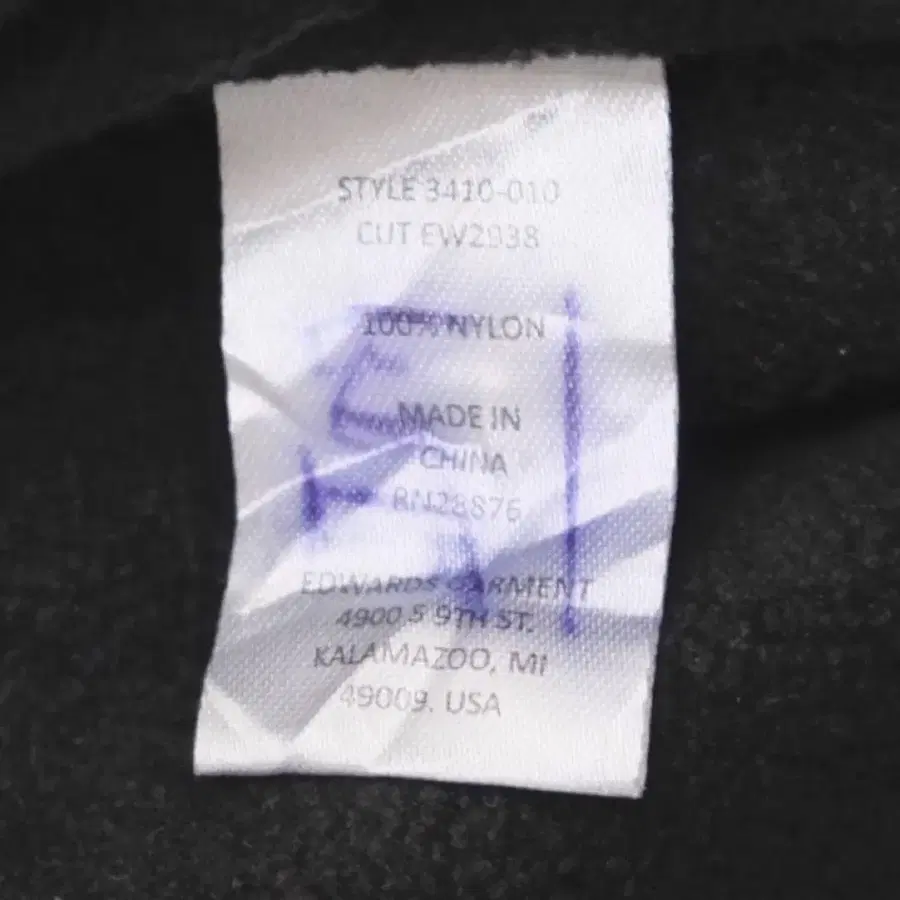 STYLE 3410-010
CUT EW2938
100% NYLON
MADE IN
CHINA
RN28876
EDWARDS GARMENT
4900 S 9TH ST.
KALAMAZOO, MI
49009. USA